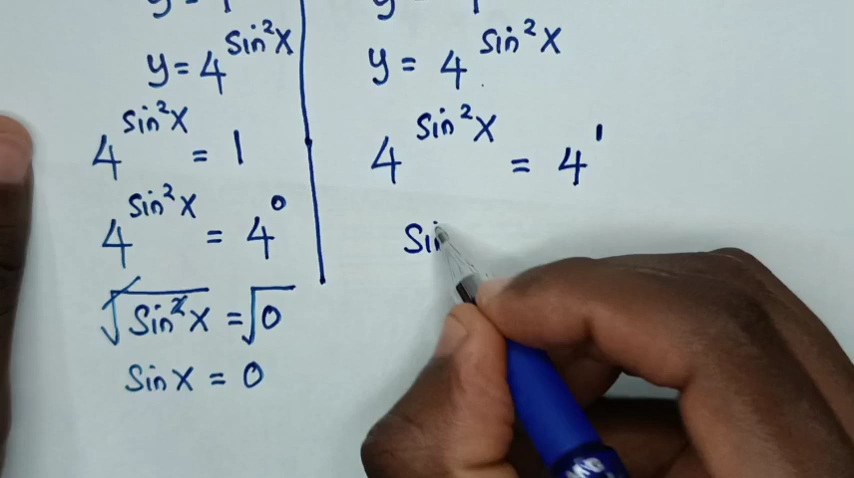 y = 4^sin²x
4^sin²x = 1
4^sin²x = 4^0
√sin²x = √0
sin x = 0
y = 4^sin²x
4^sin²x = 4^1
Sin